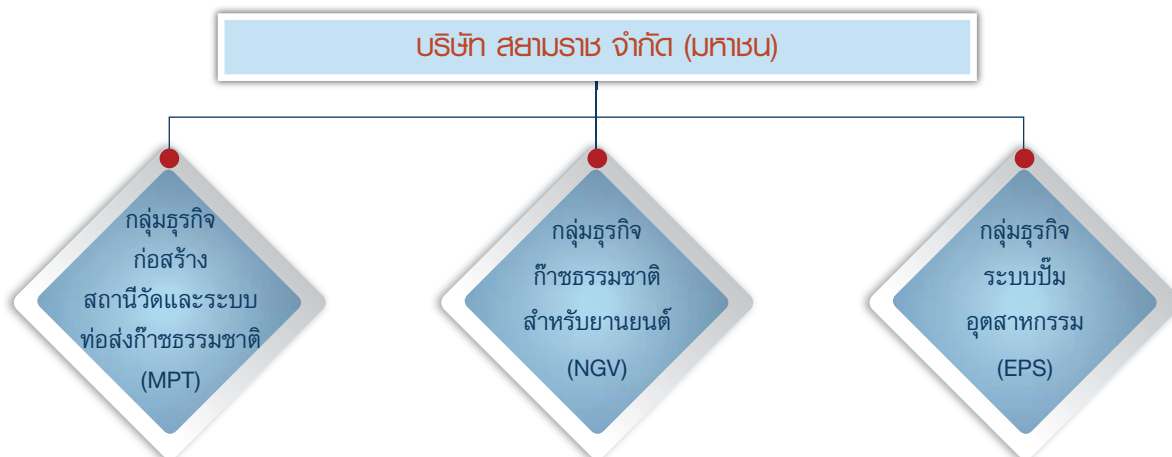 บริษัท สยามราช จำกัด (มหาชน)
กลุ่มธุรกิจ
ก่อสร้าง
สถานีวัดและระบบ
ท่อส่งก๊าซธรรมชาติ
(MPT)
กลุ่มธุรกิจ
ก๊าซธรรมชาติ
สำหรับยานยนต์
(NGV)
กลุ่มธุรกิจ
ระบบปั๊ม
อุตสาหกรรม
(EPS)